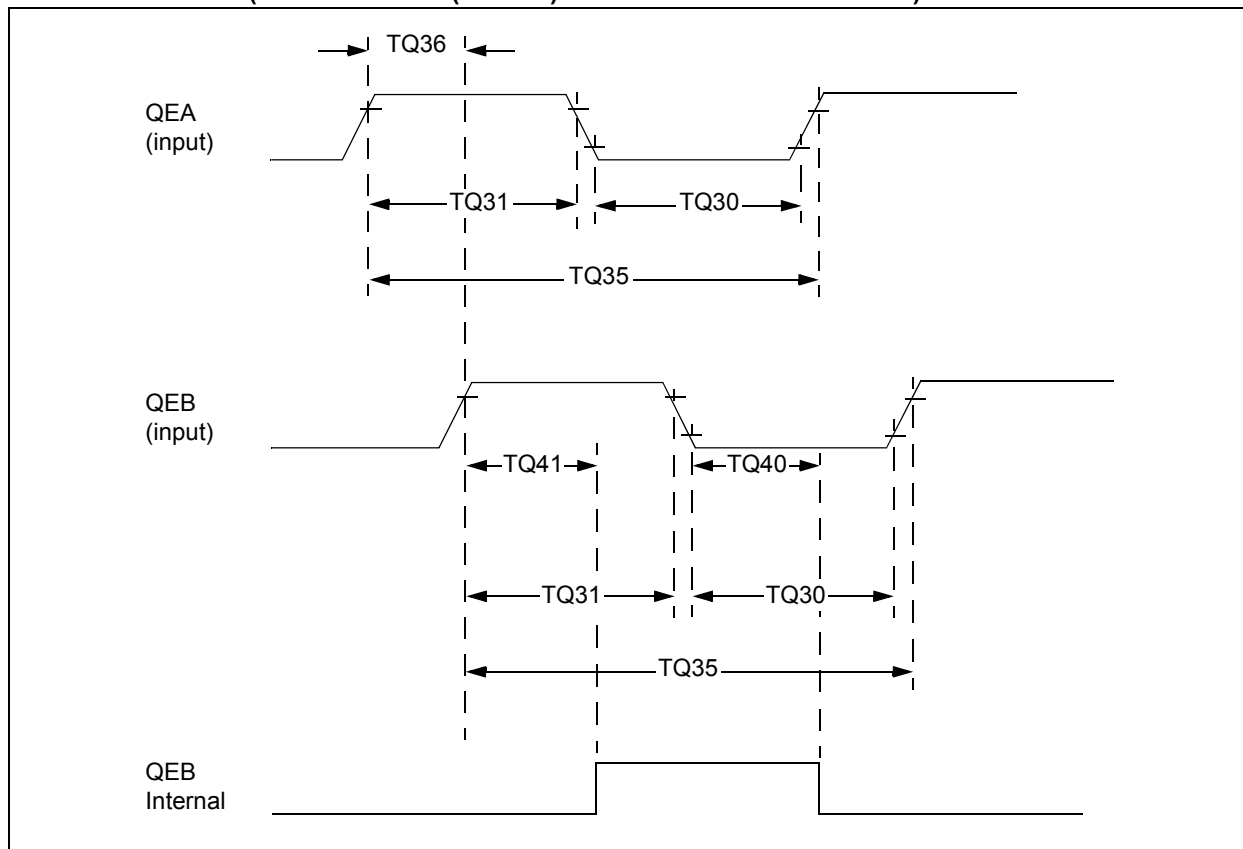 TQ36
QEA
(input)
TQ31
TQ30
TQ35
QEB
(input)
TQ41
TQ40
TQ31
TQ30
TQ35
QEB
Internal